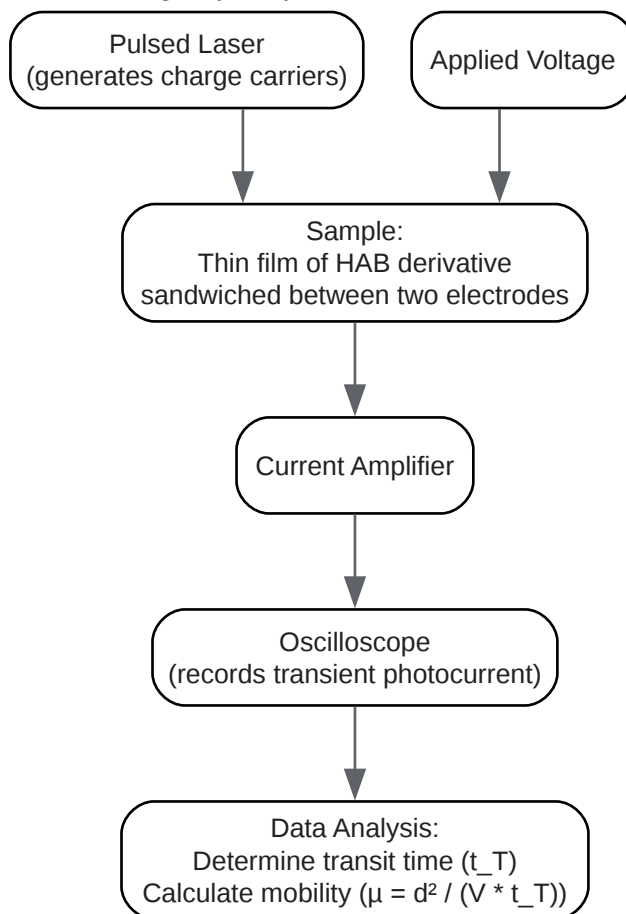 Pulsed Laser
(generates charge carriers)
Applied Voltage
Sample:
Thin film of HAB derivative
sandwiched between two electrodes
Current Amplifier
Oscilloscope
(records transient photocurrent)
Data Analysis:
Determine transit time (t_T)
Calculate mobility (µ = d² / (V * t_T))